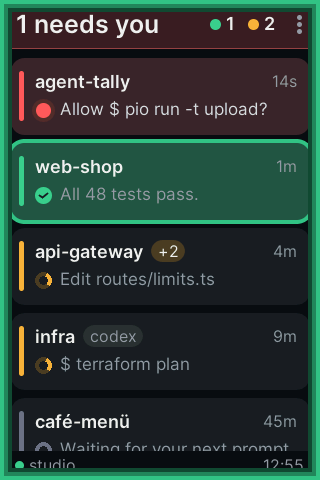 1 needs you 1 2
agent-tally 14s
Allow $ pio run -t upload?
web-shop 1m
All 48 tests pass.
api-gateway +2 4m
Edit routes/limits.ts
infra codex 9m
$ terraform plan
café-menü 45m
Waiting for your next prompt
studio 12:55